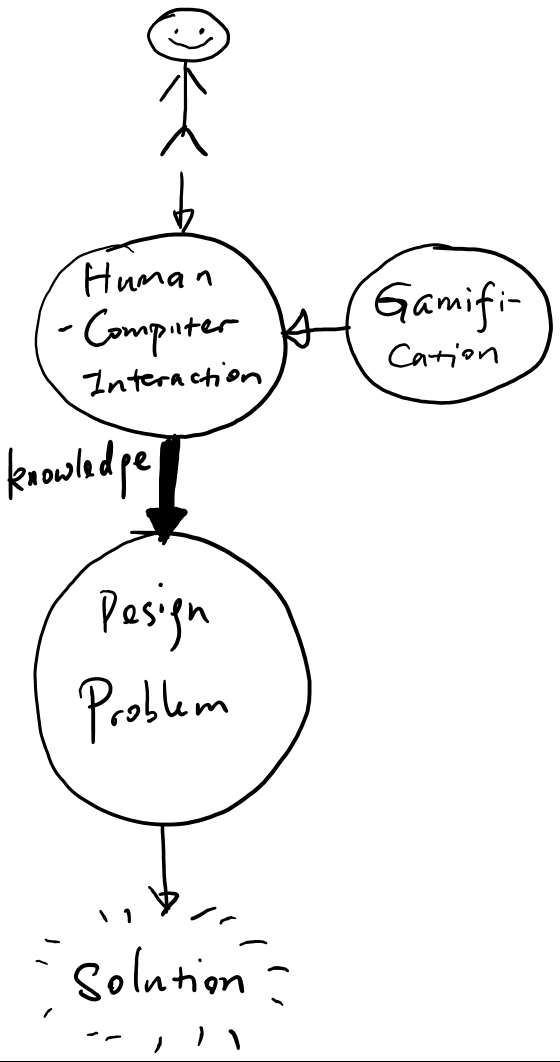 Human
-Computer
Interaction
Gamifi-
cation
knowledge
Design
Problem
Solution